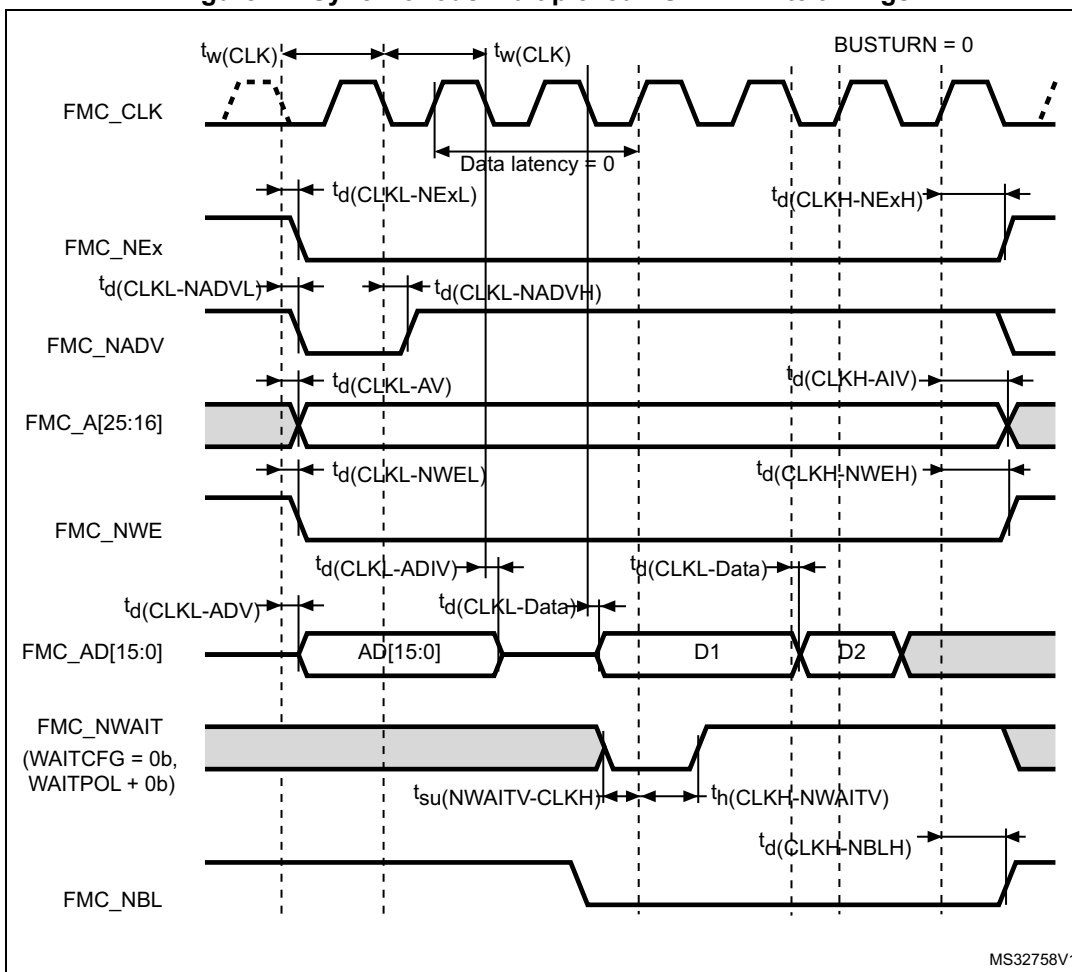 BUSTURN = 0
tw(CLK) tw(CLK)
FMC_CLK
Data latency = 0
td(CLKL-NExL) td(CLKH-NExH)
FMC_NEx
td(CLKL-NADVL) td(CLKL-NADVH)
FMC_NADV
td(CLKL-AV) td(CLKH-AIV)
FMC_A[25:16]
td(CLKL-NWEL) td(CLKH-NWEH)
FMC_NWE
td(CLKL-ADIV) td(CLKL-Data)
td(CLKL-ADV) td(CLKL-Data)
FMC_AD[15:0] AD[15:0] D1 D2
FMC_NWAIT
(WAITCFG = 0b,
WAITPOL + 0b)
tsu(NWAITV-CLKH) th(CLKH-NWAITV)
td(CLKH-NBLH)
FMC_NBL
MS32758V1